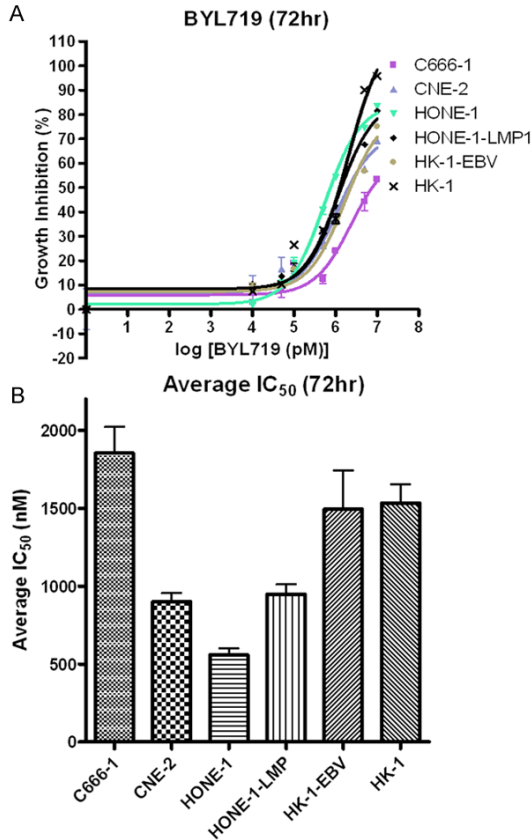 A
BYL719 (72hr)
Growth Inhibition (%)
110
100
90
80
70
60
50
40
30
20
10
0
-10
-20
1 2 3 4 5 6 7 8
log [BYL719 (pM)]
C666-1
CNE-2
HONE-1
HONE-1-LMP1
HK-1-EBV
HK-1
B
Average IC50 (72hr)
Average IC50 (nM)
2000
1500
1000
500
0
C666-1
CNE-2
HONE-1
HONE-1-LMP
HK-1-EBV
HK-1